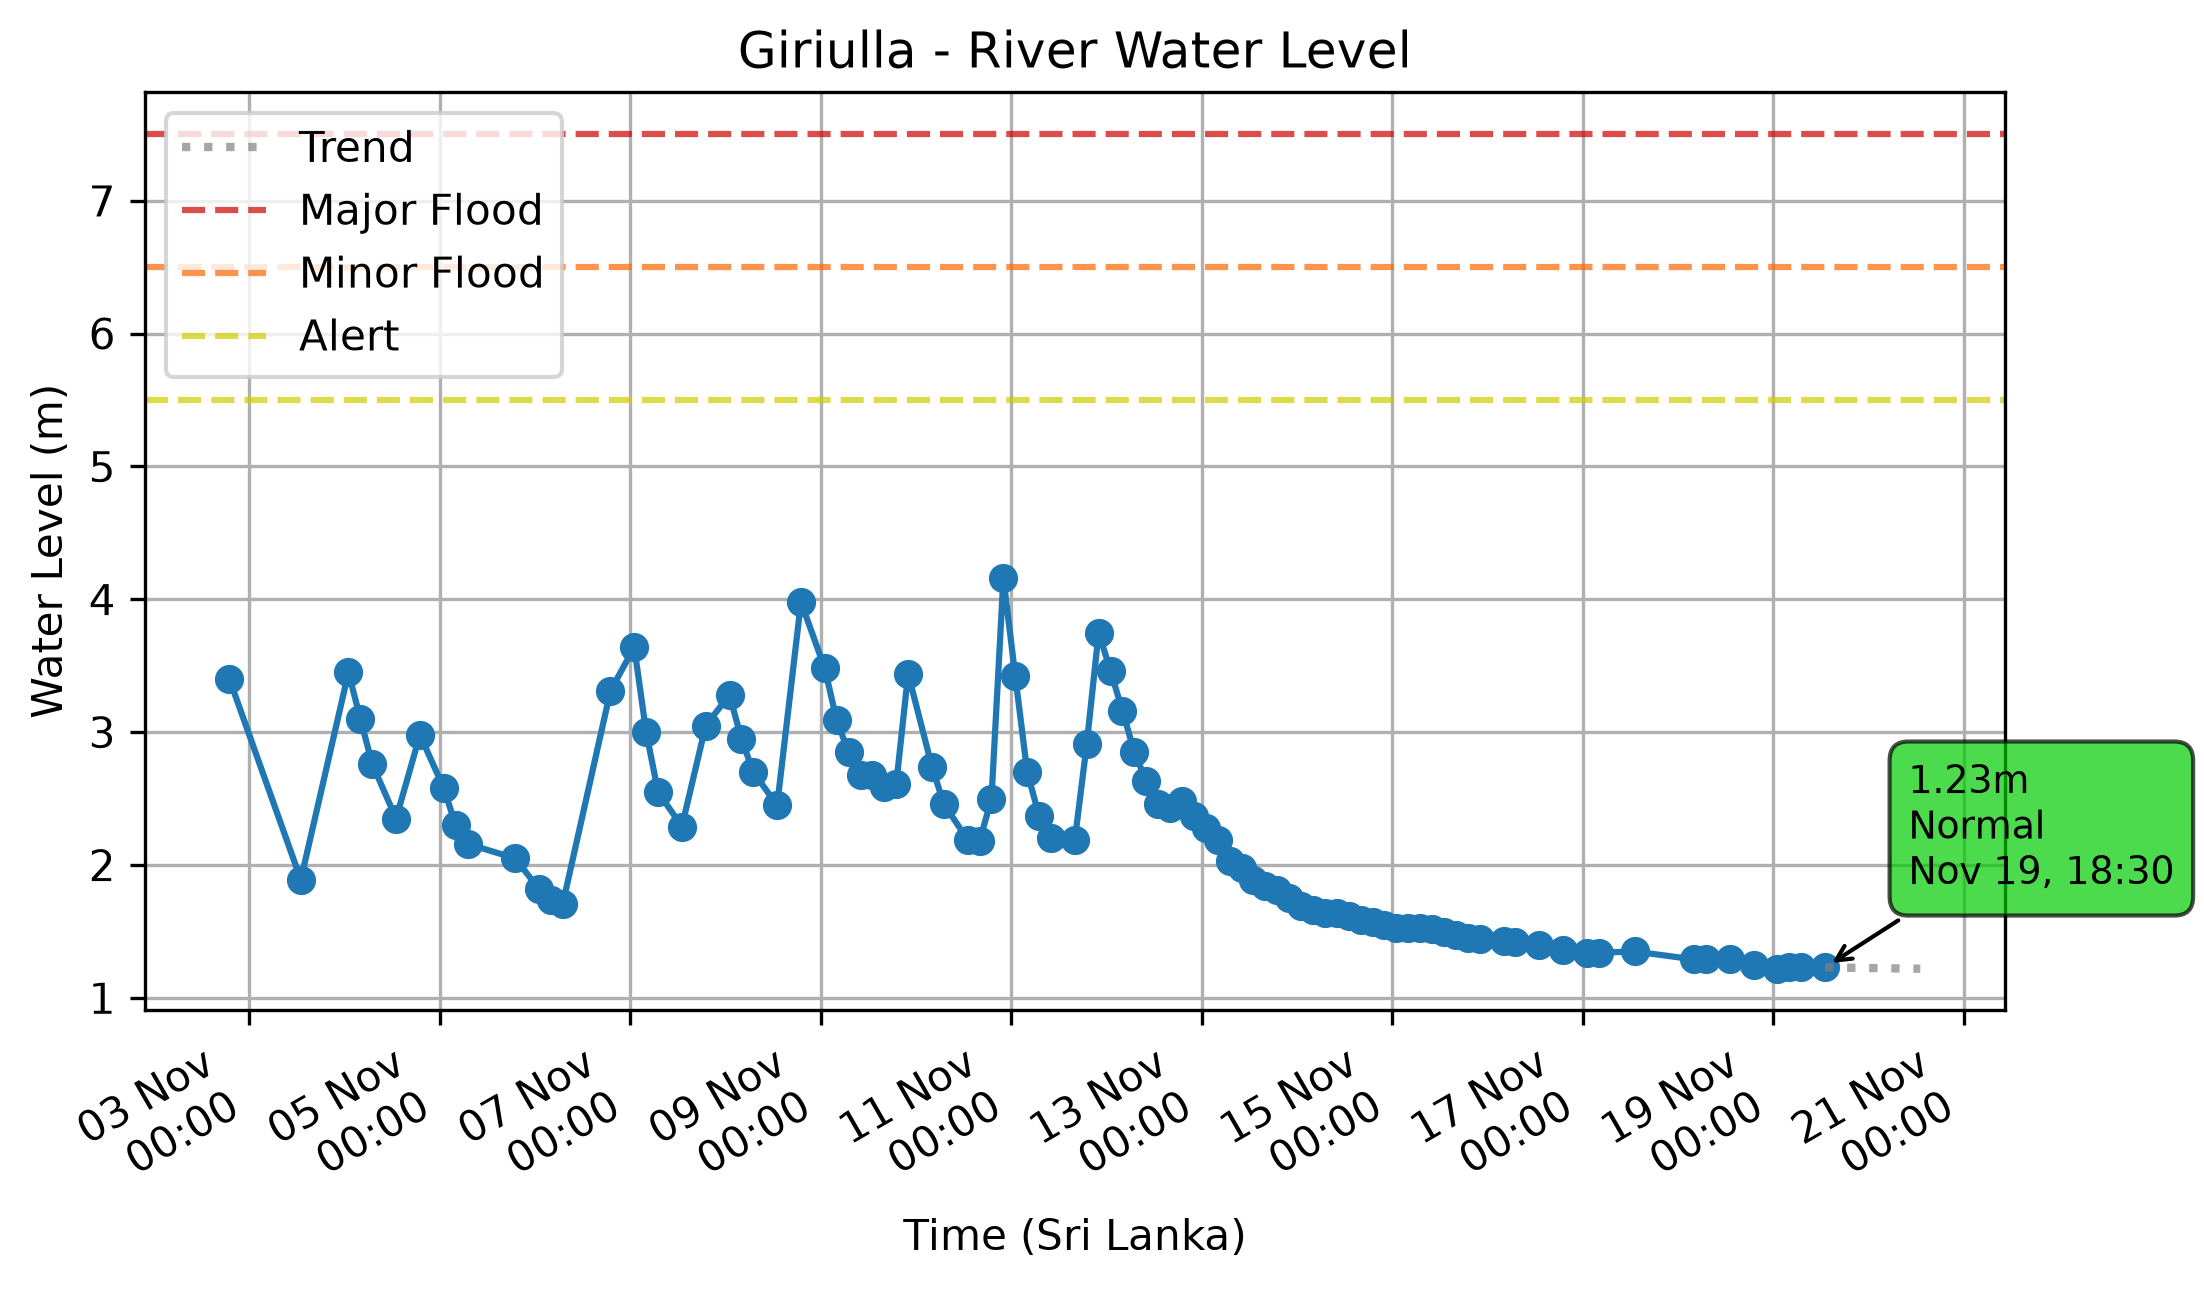 Giriulla - River Water Level
Trend
Major Flood
Minor Flood
Alert
Water Level (m)
7
6
5
4
3
2
1
1.23m
Normal
Nov 19, 18:30
03 Nov
00:00
05 Nov
00:00
07 Nov
00:00
09 Nov
00:00
11 Nov
00:00
13 Nov
00:00
15 Nov
00:00
17 Nov
00:00
19 Nov
00:00
21 Nov
00:00
Time (Sri Lanka)